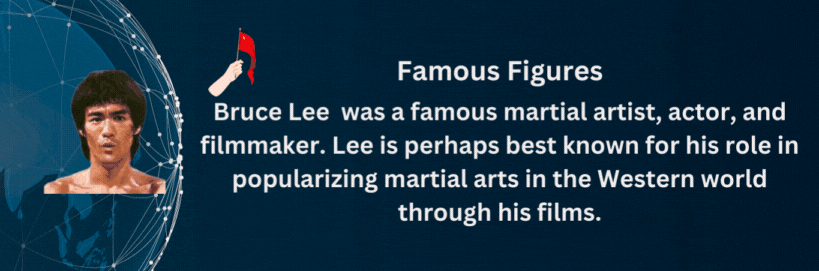 Famous Figures
Bruce Lee  was a famous martial artist, actor, and
filmmaker. Lee is perhaps best known for his role in
popularizing martial arts in the Western world
through his films.